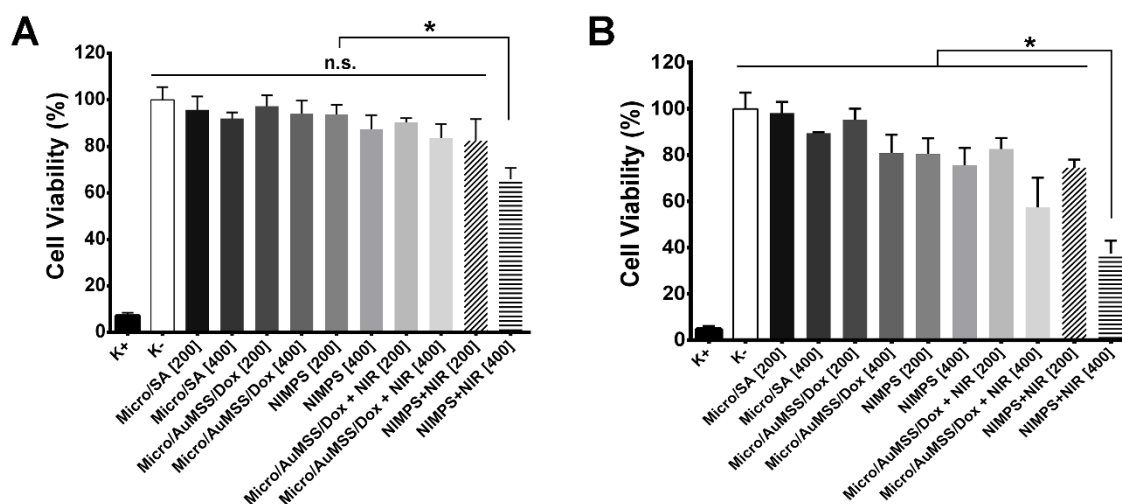 A
Cell Viability (%)
120
100
80
60
40
20
0
n.s.
*
K+
K-
Micro/SA [200]
Micro/SA [400]
Micro/AuMSS/Dox [200]
Micro/AuMSS/Dox [400]
NIMPS [200]
NIMPS [400]
Micro/AuMSS/Dox + NIR [200]
Micro/AuMSS/Dox + NIR [400]
NIMPS+NIR [200]
NIMPS+NIR [400]
B
Cell Viability (%)
120
100
80
60
40
20
0
*
K+
K-
Micro/SA [200]
Micro/SA [400]
Micro/AuMSS/Dox [200]
Micro/AuMSS/Dox [400]
NIMPS [200]
NIMPS [400]
Micro/AuMSS/Dox + NIR [200]
Micro/AuMSS/Dox + NIR [400]
NIMPS+NIR [200]
NIMPS+NIR [400]